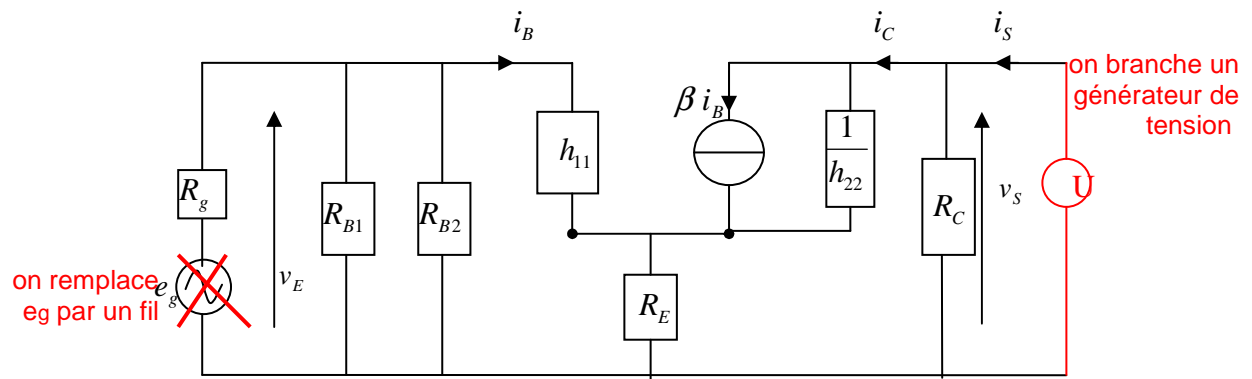 i_B
i_C
i_S
on branche un
générateur de
tension
β i_B
h_11
1
h_22
R_g
R_B1
R_B2
R_C
v_S
U
on remplace
eg par un fil
e_g
v_E
R_E